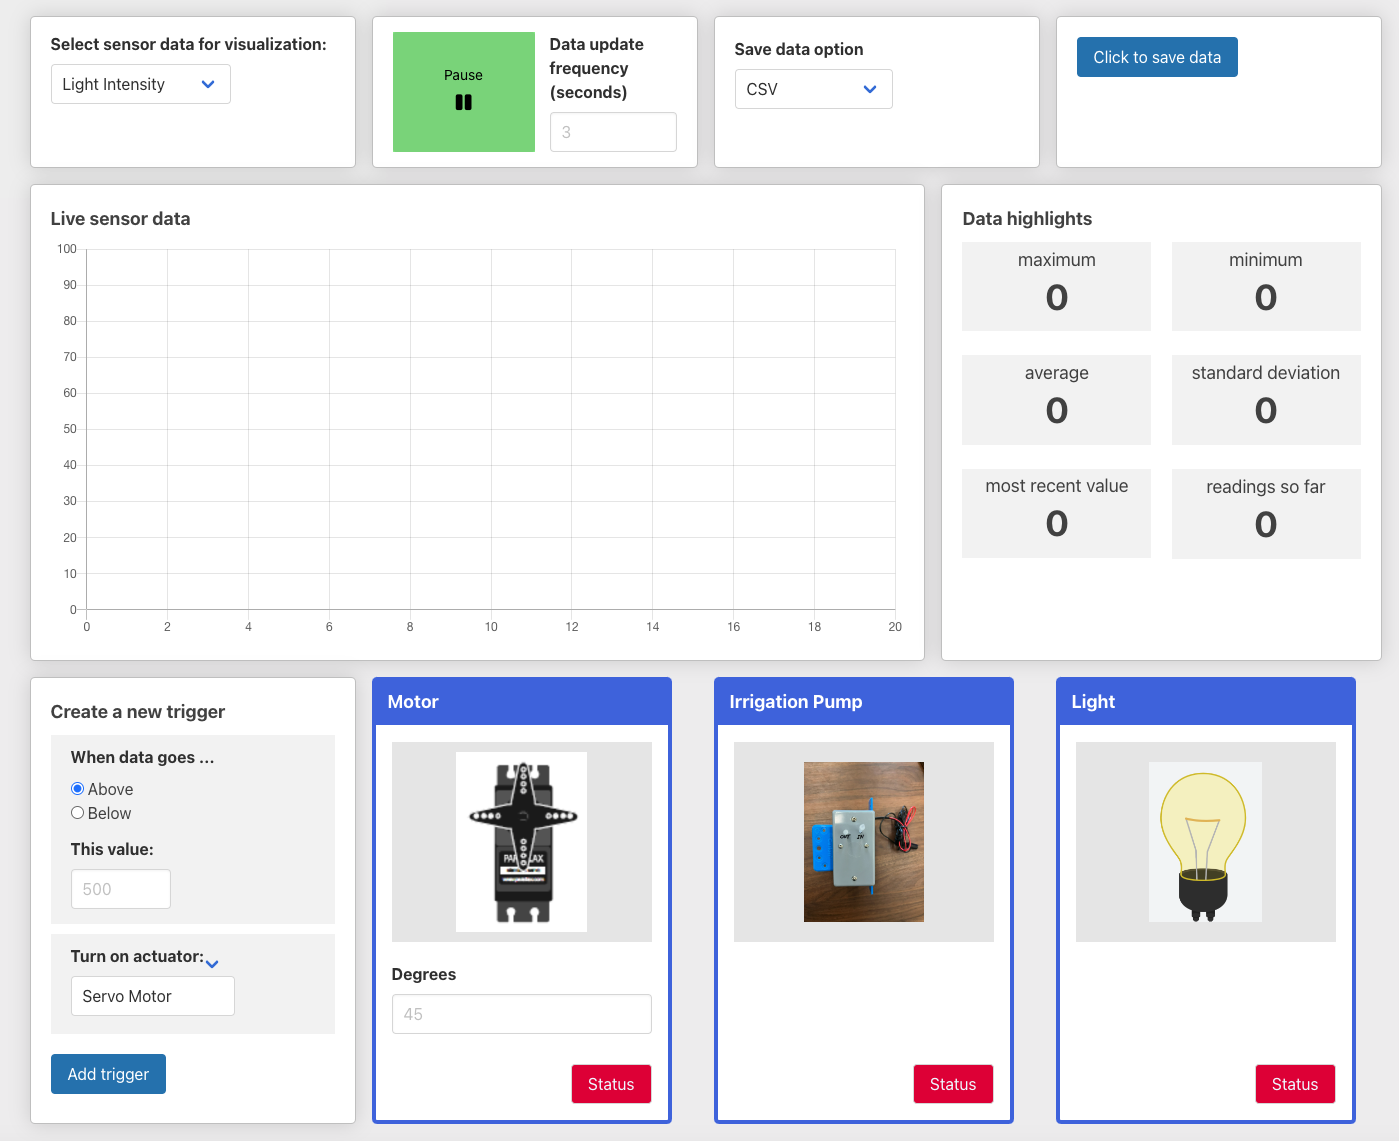 Select sensor data for visualization:
Light Intensity
Pause
Data update
frequency
(seconds)
3
Save data option
CSV
Click to save data
Live sensor data
100
90
80
70
60
50
40
30
20
10
0
0 2 4 6 8 10 12 14 16 18 20
Data highlights
maximum
0
minimum
0
average
0
standard deviation
0
most recent value
0
readings so far
0
Create a new trigger
When data goes ...
Above
Below
This value:
500
Turn on actuator:
Servo Motor
Add trigger
Motor
Degrees
45
Status
Irrigation Pump
OUT IN
Status
Light
Status